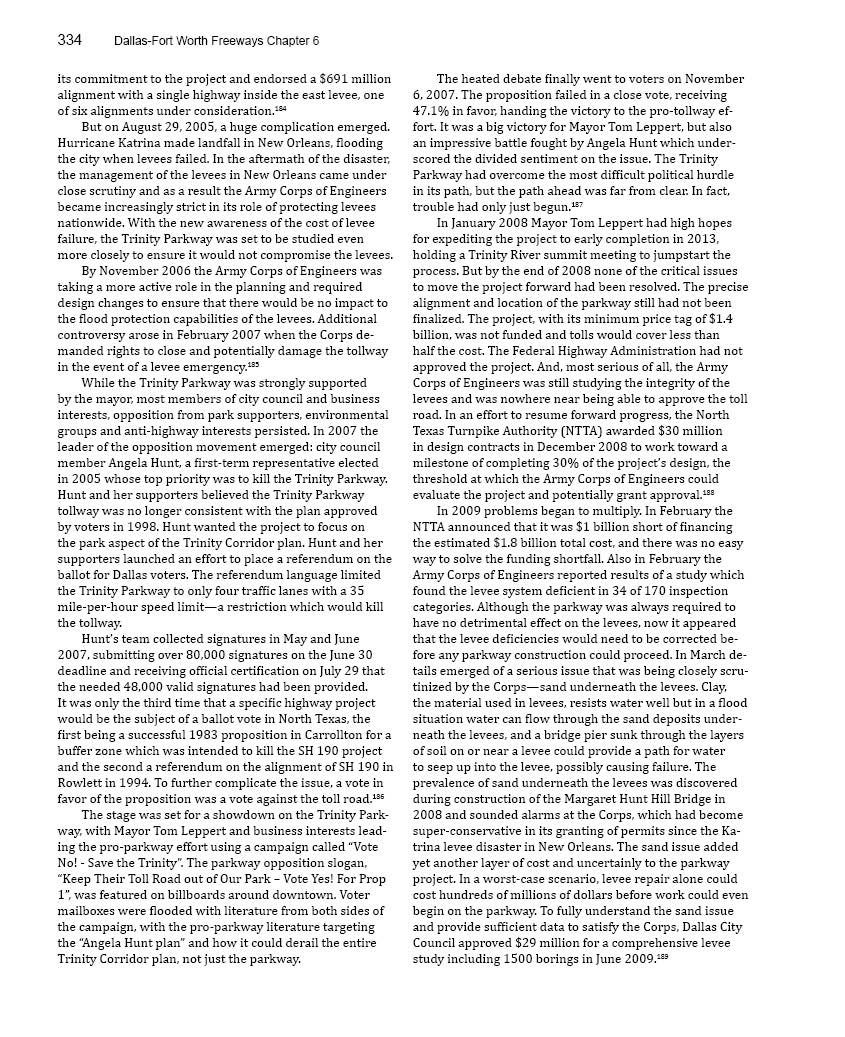 334 Dallas-Fort Worth Freeways Chapter 6
its commitment to the project and endorsed a $691 million
alignment with a single highway inside the east levee, one
of six alignments under consideration.184
But on August 29, 2005, a huge complication emerged.
Hurricane Katrina made landfall in New Orleans, flooding
the city when levees failed. In the aftermath of the disaster,
the management of the levees in New Orleans came under
close scrutiny and as a result the Army Corps of Engineers
became increasingly strict in its role of protecting levees
nationwide. With the new awareness of the cost of levee
failure, the Trinity Parkway was set to be studied even
more closely to ensure it would not compromise the levees.
By November 2006 the Army Corps of Engineers was
taking a more active role in the planning and required
design changes to ensure that there would be no impact to
the flood protection capabilities of the levees. Additional
controversy arose in February 2007 when the Corps de-
manded rights to close and potentially damage the tollway
in the event of a levee emergency.185
While the Trinity Parkway was strongly supported
by the mayor, most members of city council and business
interests, opposition from park supporters, environmental
groups and anti-highway interests persisted. In 2007 the
leader of the opposition movement emerged: city council
member Angela Hunt, a first-term representative elected
in 2005 whose top priority was to kill the Trinity Parkway.
Hunt and her supporters believed the Trinity Parkway
tollway was no longer consistent with the plan approved
by voters in 1998. Hunt wanted the project to focus on
the park aspect of the Trinity Corridor plan. Hunt and her
supporters launched an effort to place a referendum on the
ballot for Dallas voters. The referendum language limited
the Trinity Parkway to only four traffic lanes with a 35
mile-per-hour speed limit—a restriction which would kill
the tollway.
Hunt's team collected signatures in May and June
2007, submitting over 80,000 signatures on the June 30
deadline and receiving official certification on July 29 that
the needed 48,000 valid signatures had been provided.
It was only the third time that a specific highway project
would be the subject of a ballot vote in North Texas, the
first being a successful 1983 proposition in Carrollton for a
buffer zone which was intended to kill the SH 190 project
and the second a referendum on the alignment of SH 190 in
Rowlett in 1994. To further complicate the issue, a vote in
favor of the proposition was a vote against the toll road.186
The stage was set for a showdown on the Trinity Park-
way, with Mayor Tom Leppert and business interests lead-
ing the pro-parkway effort using a campaign called “Vote
No! - Save the Trinity”. The parkway opposition slogan,
“Keep Their Toll Road out of Our Park – Vote Yes! For Prop
1”, was featured on billboards around downtown. Voter
mailboxes were flooded with literature from both sides of
the campaign, with the pro-parkway literature targeting
the “Angela Hunt plan” and how it could derail the entire
Trinity Corridor plan, not just the parkway.
The heated debate finally went to voters on November
6, 2007. The proposition failed in a close vote, receiving
47.1% in favor, handing the victory to the pro-tollway ef-
fort. It was a big victory for Mayor Tom Leppert, but also
an impressive battle fought by Angela Hunt which under-
scored the divided sentiment on the issue. The Trinity
Parkway had overcome the most difficult political hurdle
in its path, but the path ahead was far from clear. In fact,
trouble had only just begun.187
In January 2008 Mayor Tom Leppert had high hopes
for expediting the project to early completion in 2013,
holding a Trinity River summit meeting to jumpstart the
process. But by the end of 2008 none of the critical issues
to move the project forward had been resolved. The precise
alignment and location of the parkway still had not been
finalized. The project, with its minimum price tag of $1.4
billion, was not funded and tolls would cover less than
half the cost. The Federal Highway Administration had not
approved the project. And, most serious of all, the Army
Corps of Engineers was still studying the integrity of the
levees and was nowhere near being able to approve the toll
road. In an effort to resume forward progress, the North
Texas Turnpike Authority (NTTA) awarded $30 million
in design contracts in December 2008 to work toward a
milestone of completing 30% of the project's design, the
threshold at which the Army Corps of Engineers could
evaluate the project and potentially grant approval.188
In 2009 problems began to multiply. In February the
NTTA announced that it was $1 billion short of financing
the estimated $1.8 billion total cost, and there was no easy
way to solve the funding shortfall. Also in February the
Army Corps of Engineers reported results of a study which
found the levee system deficient in 34 of 170 inspection
categories. Although the parkway was always required to
have no detrimental effect on the levees, now it appeared
that the levee deficiencies would need to be corrected be-
fore any parkway construction could proceed. In March de-
tails emerged of a serious issue that was being closely scru-
tinized by the Corps—sand underneath the levees. Clay,
the material used in levees, resists water well but in a flood
situation water can flow through the sand deposits under-
neath the levees, and a bridge pier sunk through the layers
of soil on or near a levee could provide a path for water
to seep up into the levee, possibly causing failure. The
prevalence of sand underneath the levees was discovered
during construction of the Margaret Hunt Hill Bridge in
2008 and sounded alarms at the Corps, which had become
super-conservative in its granting of permits since the Ka-
trina levee disaster in New Orleans. The sand issue added
yet another layer of cost and uncertainly to the parkway
project. In a worst-case scenario, levee repair alone could
cost hundreds of millions of dollars before work could even
begin on the parkway. To fully understand the sand issue
and provide sufficient data to satisfy the Corps, Dallas City
Council approved $29 million for a comprehensive levee
study including 1500 borings in June 2009.189